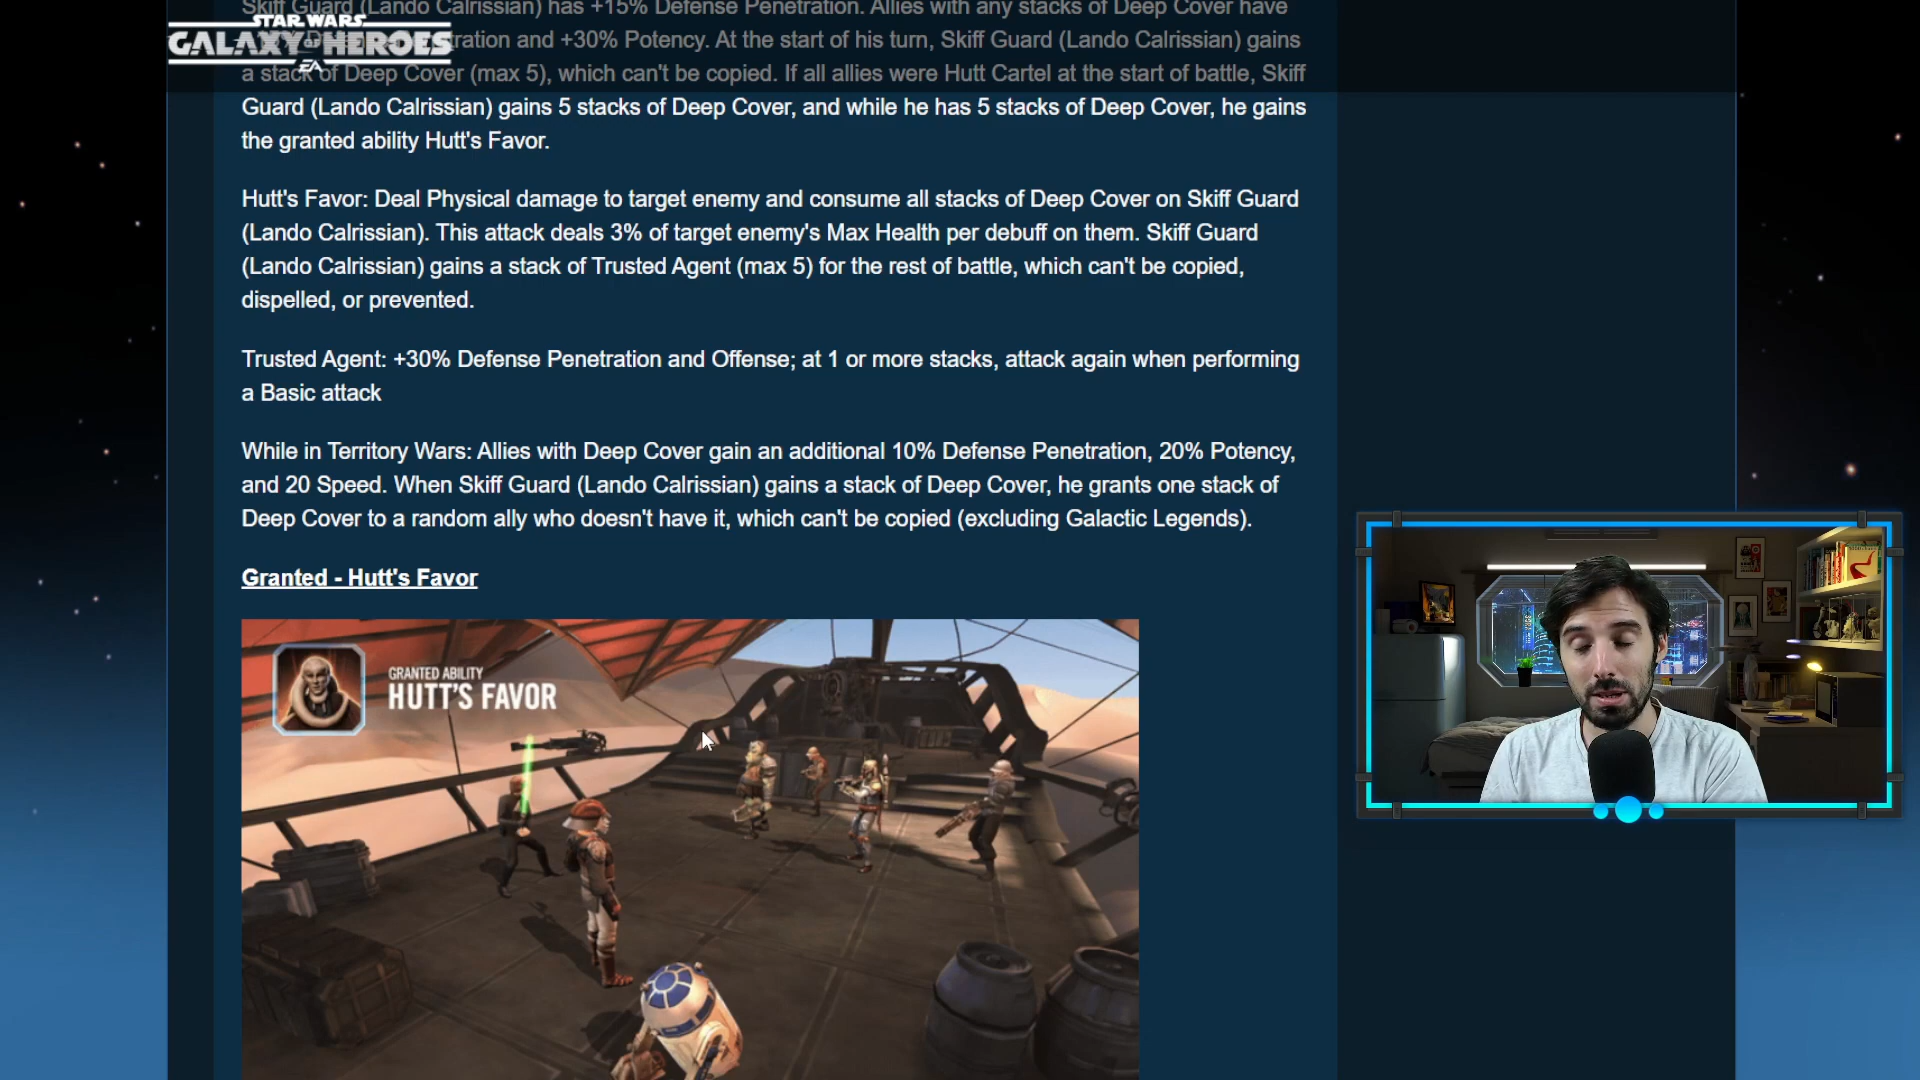 Skiff Guard (Lando Calrissian) has +15% Defense Penetration. Allies with any stacks of Deep Cover have
STAR WARS
GALAXY OF HEROES
EA
ration and +30% Potency. At the start of his turn, Skiff Guard (Lando Calrissian) gains
a stack of Deep Cover (max 5), which can't be copied. If all allies were Hutt Cartel at the start of battle, Skiff
Guard (Lando Calrissian) gains 5 stacks of Deep Cover, and while he has 5 stacks of Deep Cover, he gains
the granted ability Hutt's Favor.
Hutt's Favor: Deal Physical damage to target enemy and consume all stacks of Deep Cover on Skiff Guard
(Lando Calrissian). This attack deals 3% of target enemy's Max Health per debuff on them. Skiff Guard
(Lando Calrissian) gains a stack of Trusted Agent (max 5) for the rest of battle, which can't be copied,
dispelled, or prevented.
Trusted Agent: +30% Defense Penetration and Offense; at 1 or more stacks, attack again when performing
a Basic attack
While in Territory Wars: Allies with Deep Cover gain an additional 10% Defense Penetration, 20% Potency,
and 20 Speed. When Skiff Guard (Lando Calrissian) gains a stack of Deep Cover, he grants one stack of
Deep Cover to a random ally who doesn't have it, which can't be copied (excluding Galactic Legends).
Granted - Hutt's Favor
GRANTED ABILITY
HUTT'S FAVOR